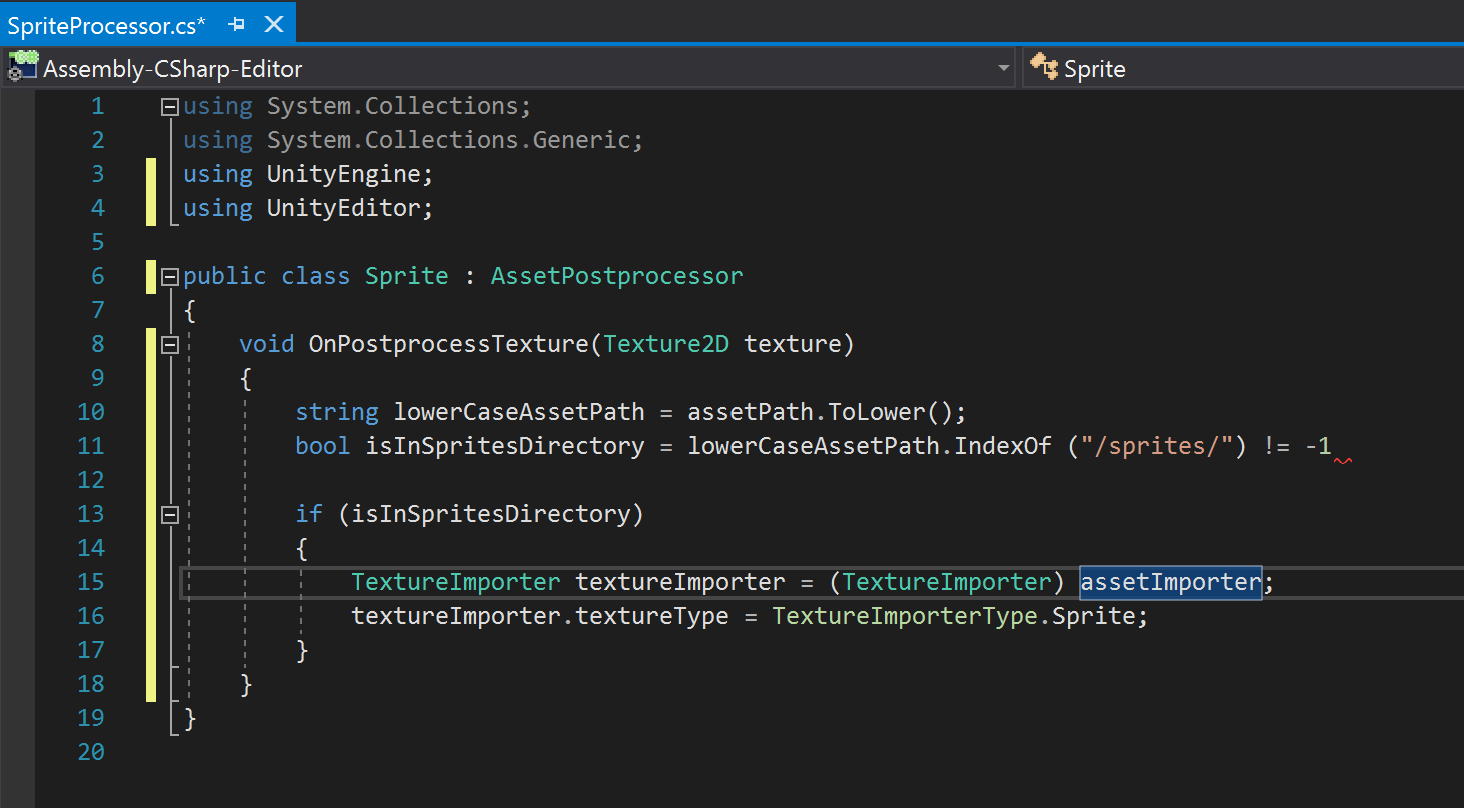 SpriteProcessor.cs*
Assembly-CSharp-Editor
Sprite
1 using System.Collections;
2 using System.Collections.Generic;
3 using UnityEngine;
4 using UnityEditor;
5
6 public class Sprite : AssetPostprocessor
7 {
8 void OnPostprocessTexture(Texture2D texture)
9 {
10 string lowerCaseAssetPath = assetPath.ToLower();
11 bool isInSpritesDirectory = lowerCaseAssetPath.IndexOf ("/sprites/") != -1
12
13 if (isInSpritesDirectory)
14 {
15 TextureImporter textureImporter = (TextureImporter) assetImporter;
16 textureImporter.textureType = TextureImporterType.Sprite;
17 }
18 }
19 }
20